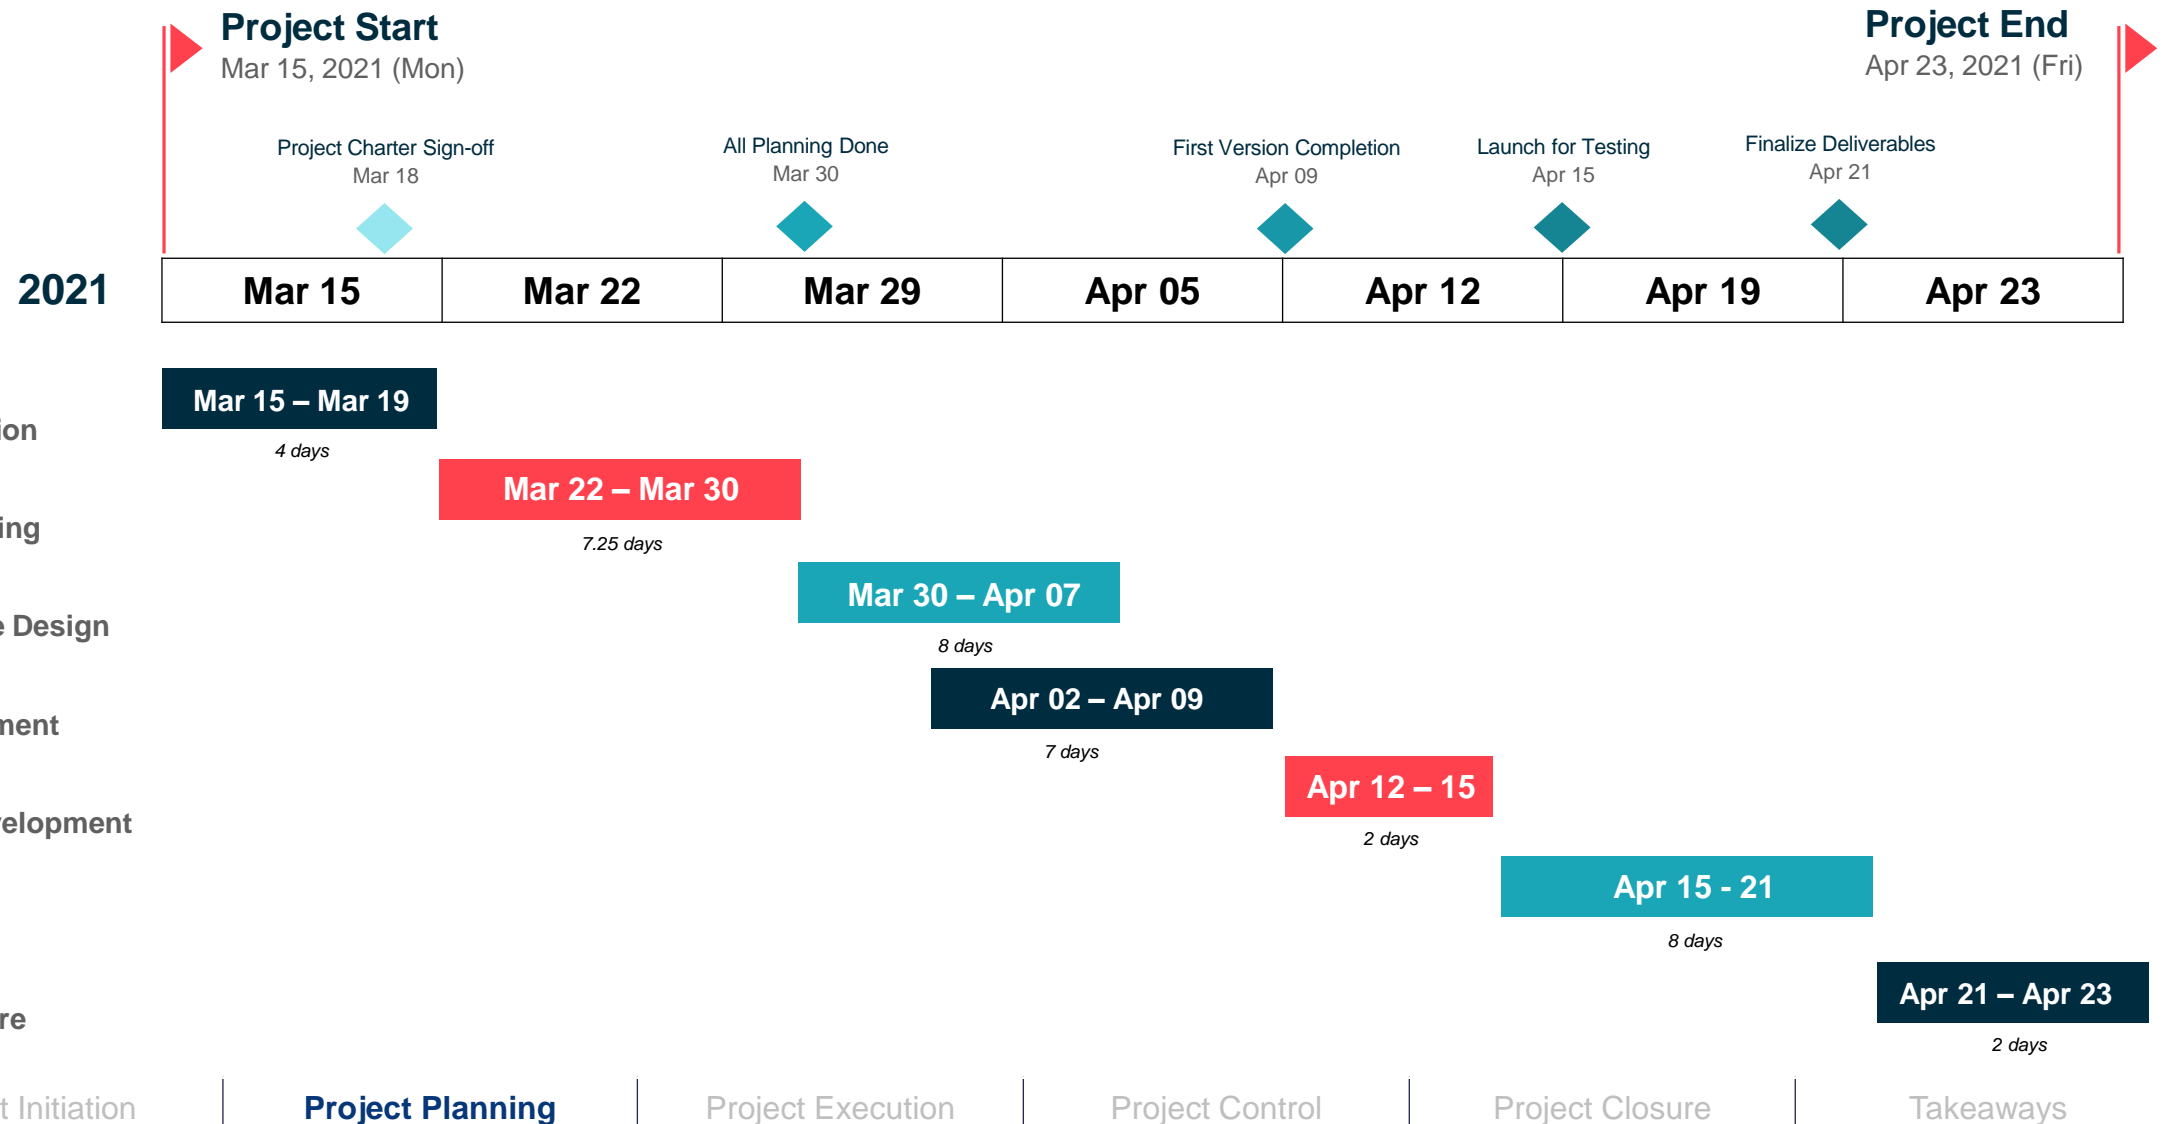 Project Start
Mar 15, 2021 (Mon)
Project End
Apr 23, 2021 (Fri)
Project Charter Sign-off
Mar 18
All Planning Done
Mar 30
First Version Completion
Apr 09
Launch for Testing
Apr 15
Finalize Deliverables
Apr 21
2021 Mar 15 Mar 22 Mar 29 Apr 05 Apr 12 Apr 19 Apr 23
Mar 15 – Mar 19
ion
4 days
Mar 22 – Mar 30
ing
7.25 days
Mar 30 – Apr 07
e Design
8 days
Apr 02 – Apr 09
ment
7 days
Apr 12 – 15
velopment
2 days
Apr 15 - 21
8 days
Apr 21 – Apr 23
re
2 days
t Initiation Project Planning Project Execution Project Control Project Closure Takeaways